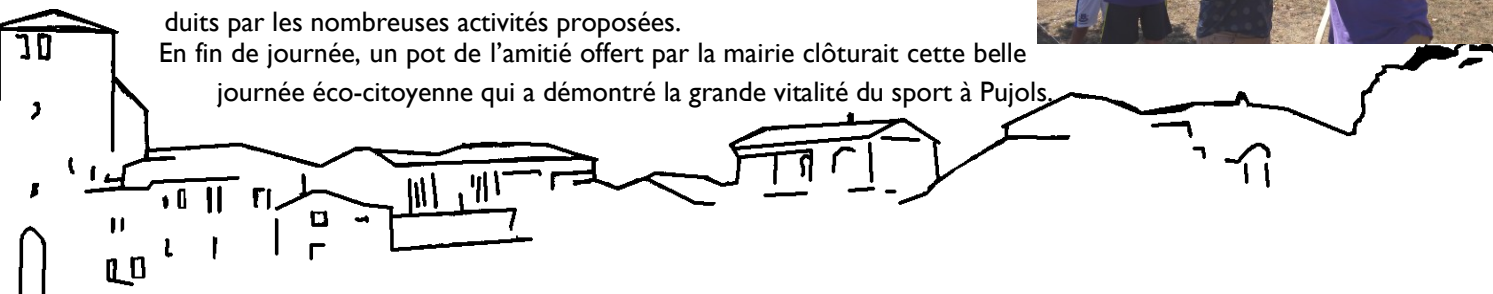 duits par les nombreuses activités proposées.
En fin de journée, un pot de l’amitié offert par la mairie clôturait cette belle
journée éco-citoyenne qui a démontré la grande vitalité du sport à Pujols.